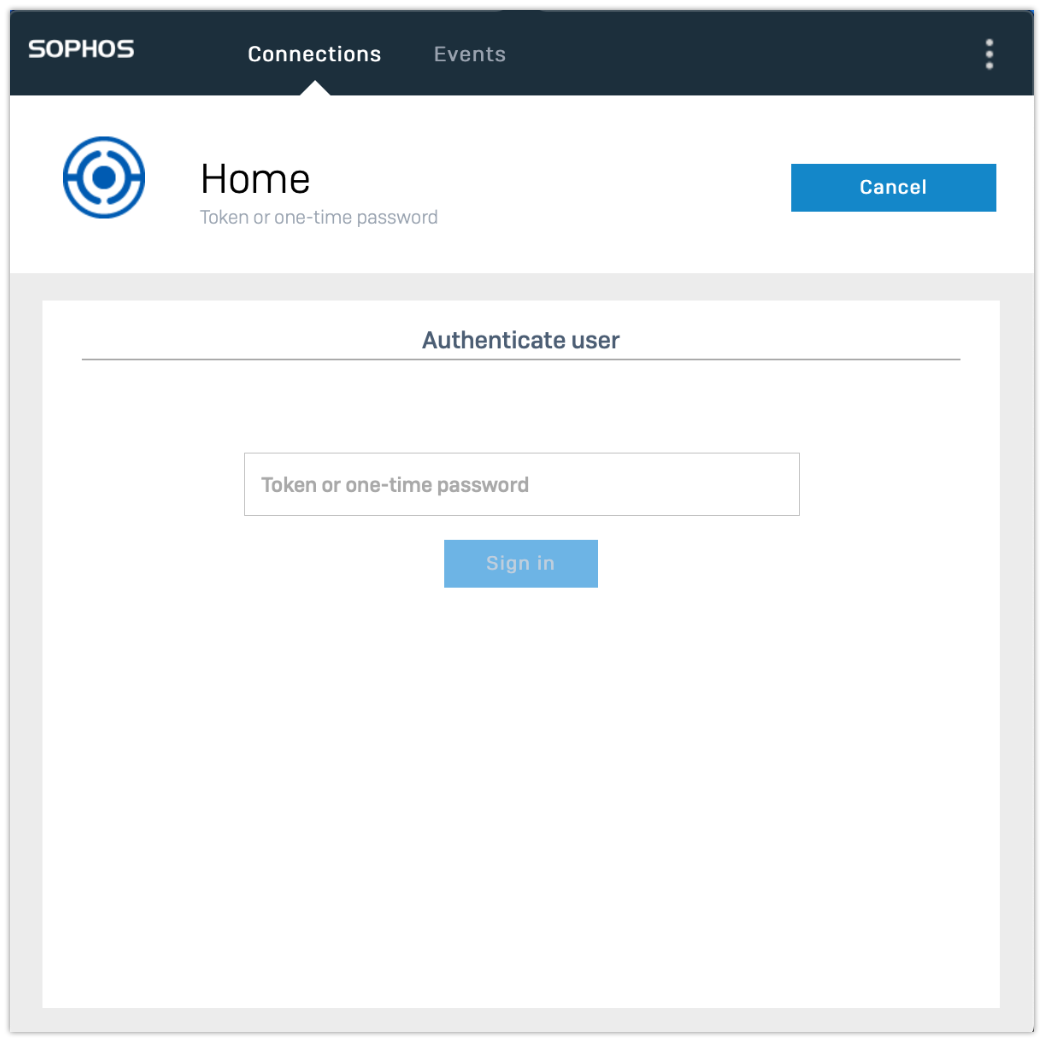 SOPHOS
Connections
Events
Home
Token or one-time password
Cancel
Authenticate user
Token or one-time password
Sign in